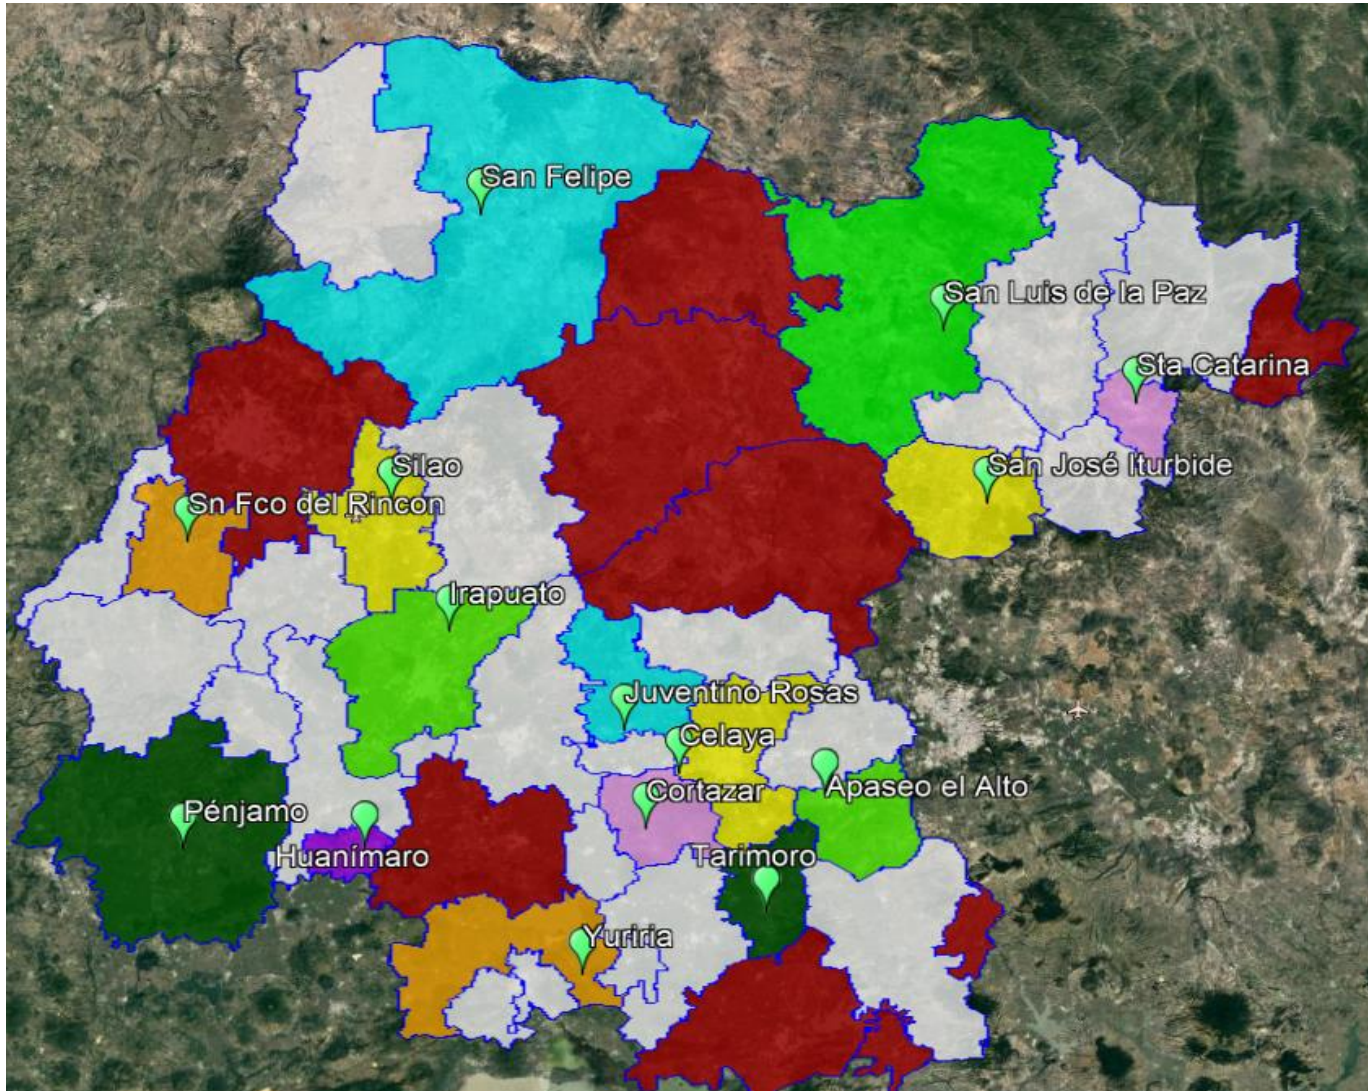 San Felipe
San Luis de la Paz
Sta Catarina
Silao
San José Iturbide
Sn Fco del Rincon
Irapuato
Juventino Rosas
Celaya
Apaseo el Alto
Cortazar
Pénjamo
Huanímaro
Tarimoro
Yuriria